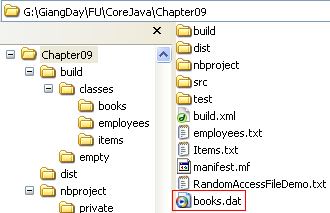 G:\GiangDay\FU\CoreJava\Chapter09
Chapter09
build
classes
books
employees
items
empty
dist
nbproject
private
build
dist
nbproject
src
test
build.xml
employees.txt
Items.txt
manifest.mf
RandomAccessFileDemo.txt
books.dat